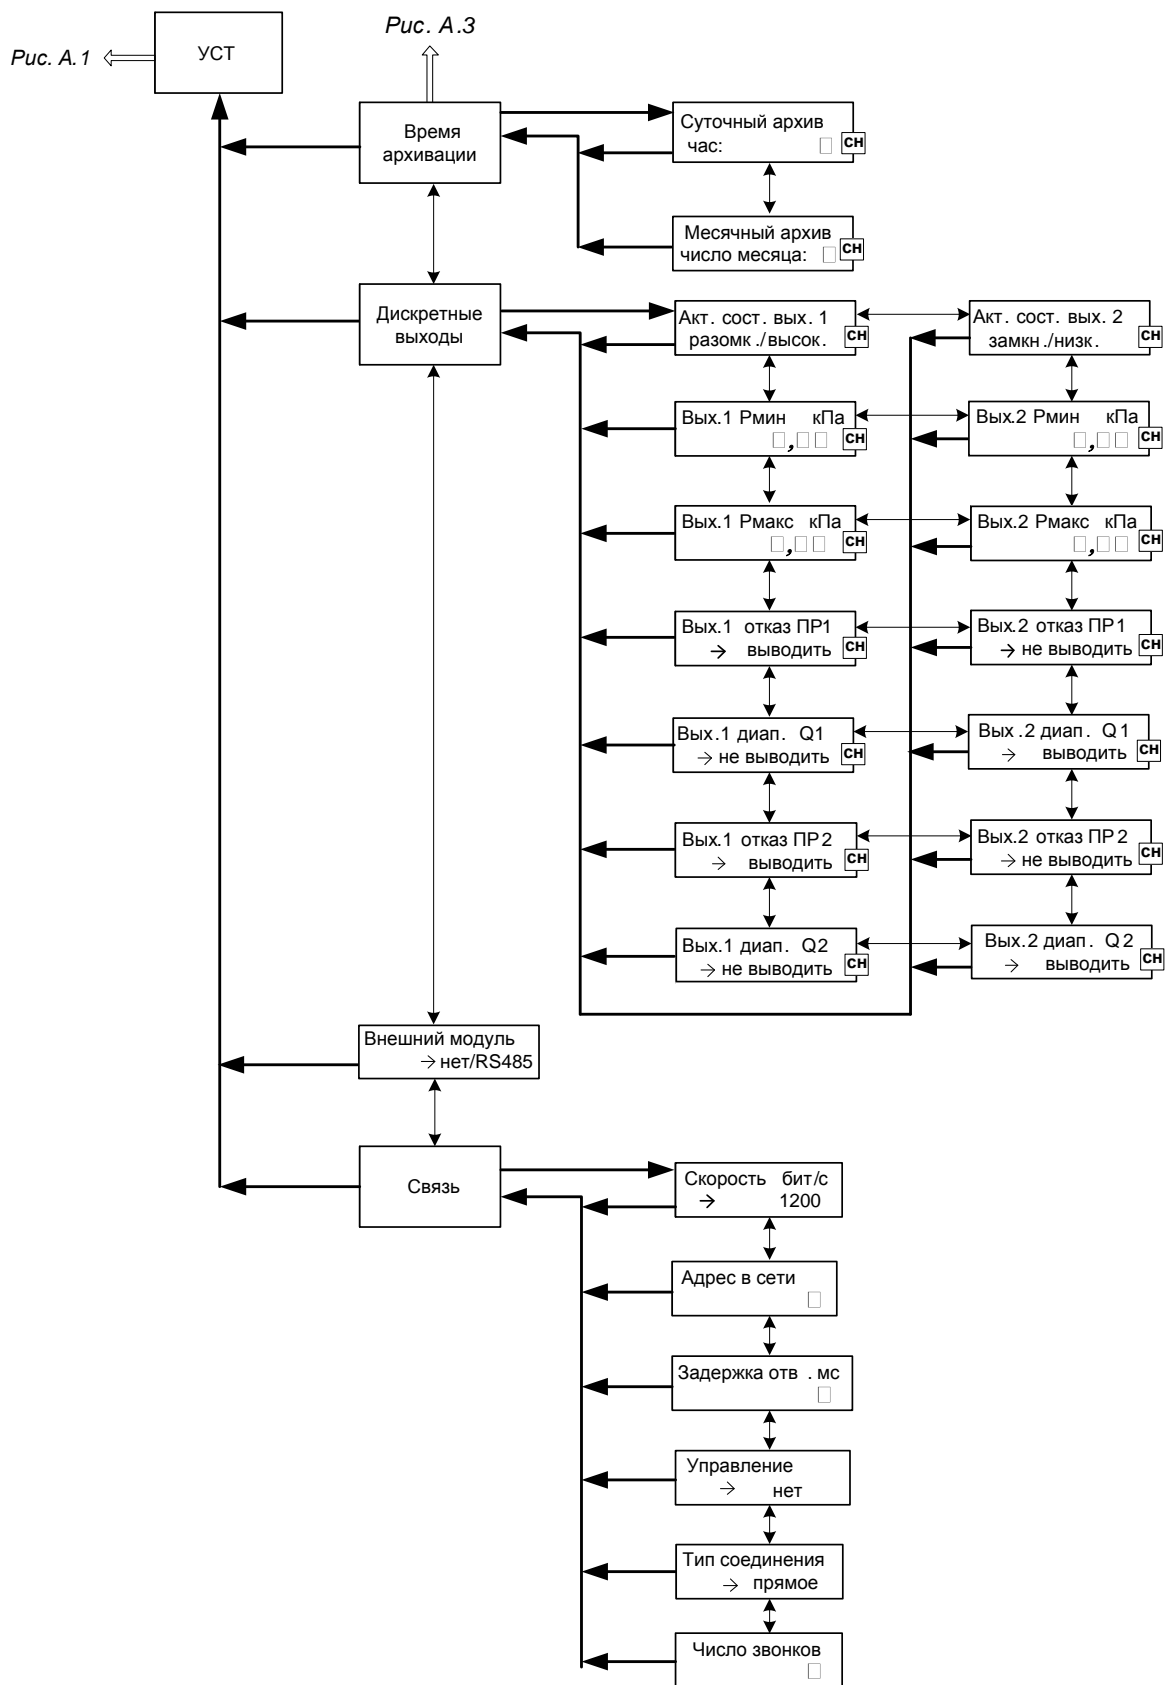 Рис. А.3
Рис. А.1
УСТ
Время
архивации
Суточный архив
час:
СН
Месячный архив
число месяца:
СН
Дискретные
выходы
Акт. сост. вых. 1
разомк./высок.
СН
Акт. сост. вых. 2
замкн./низк.
СН
Вых.1 Рмин кПа
,
СН
Вых.2 Рмин кПа
,
СН
Вых.1 Рмакс кПа
,
СН
Вых.2 Рмакс кПа
,
СН
Вых.1 отказ ПР1
→ выводить
СН
Вых.2 отказ ПР1
→ не выводить
СН
Вых.1 диап. Q1
→ не выводить
СН
Вых.2 диап. Q1
→ выводить
СН
Вых.1 отказ ПР2
→ выводить
СН
Вых.2 отказ ПР2
→ не выводить
СН
Вых.1 диап. Q2
→ не выводить
СН
Вых.2 диап. Q2
→ выводить
СН
Внешний модуль
→ нет/RS485
Связь
Скорость бит/с
→ 1200
Адрес в сети
Задержка отв. мс
Управление
→ нет
Тип соединения
→ прямое
Число звонков